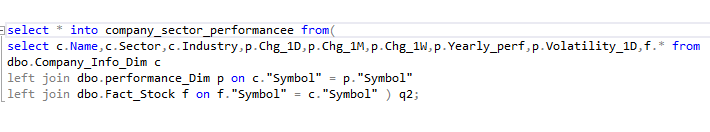 select * into company_sector_performancee from(
select c.Name,c.Sector,c.Industry,p.Chg_1D,p.Chg_1M,p.Chg_1W,p.Yearly_perf,p.Volatility_1D,f.* from
dbo.Company_Info_Dim c
left join dbo.performance_Dim p on c."Symbol" = p."Symbol"
left join dbo.Fact_Stock f on f."Symbol" = c."Symbol" ) q2;